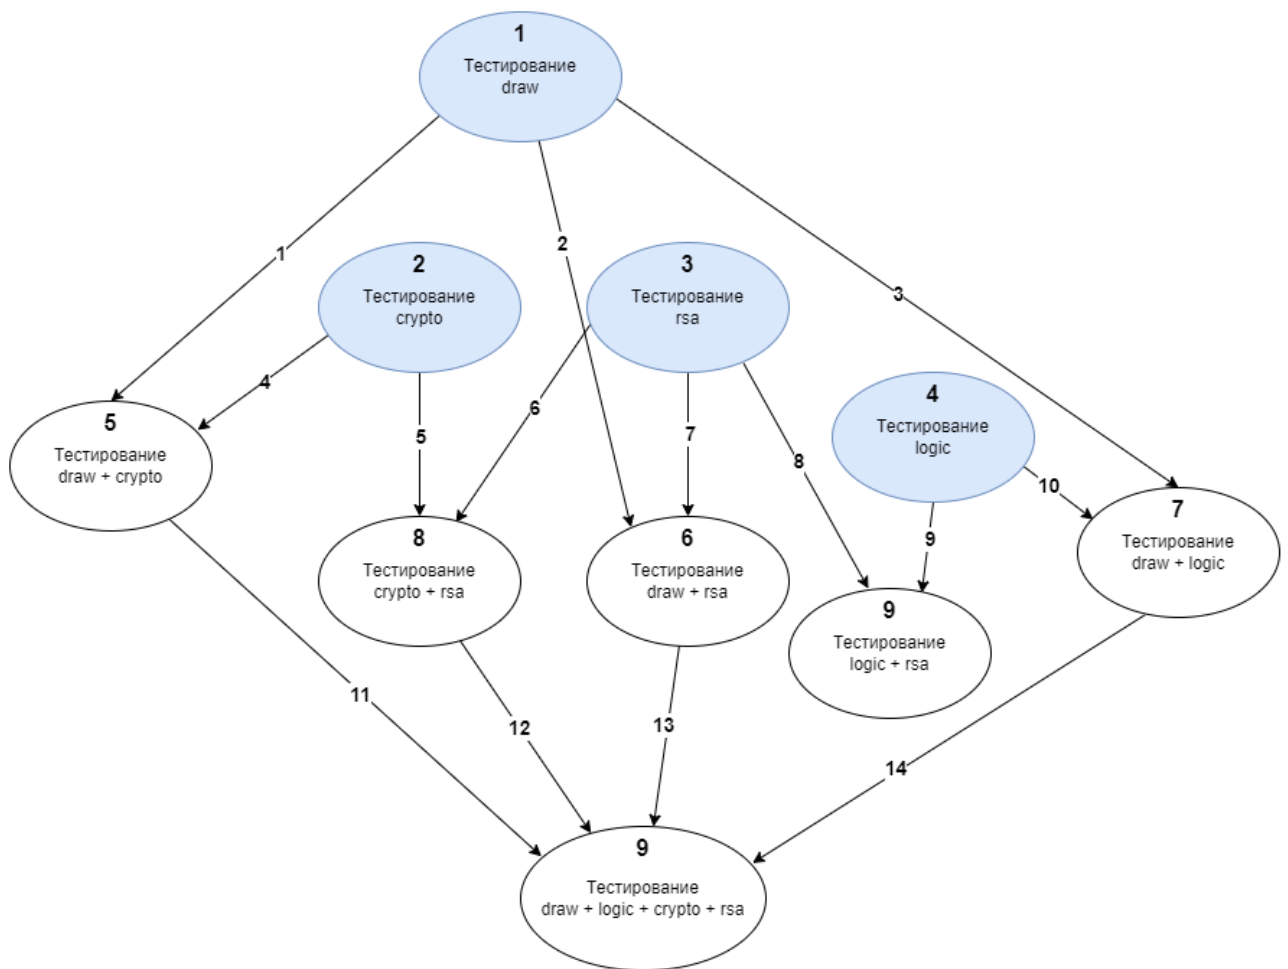 1
Тестирование
draw
1
2
3
2
Тестирование
crypto
3
Тестирование
rsa
4
Тестирование
logic
4
5
6
7
8
9
10
5
Тестирование
draw + crypto
8
Тестирование
crypto + rsa
6
Тестирование
draw + rsa
7
Тестирование
draw + logic
9
Тестирование
logic + rsa
11
12
13
14
9
Тестирование
draw + logic + crypto + rsa